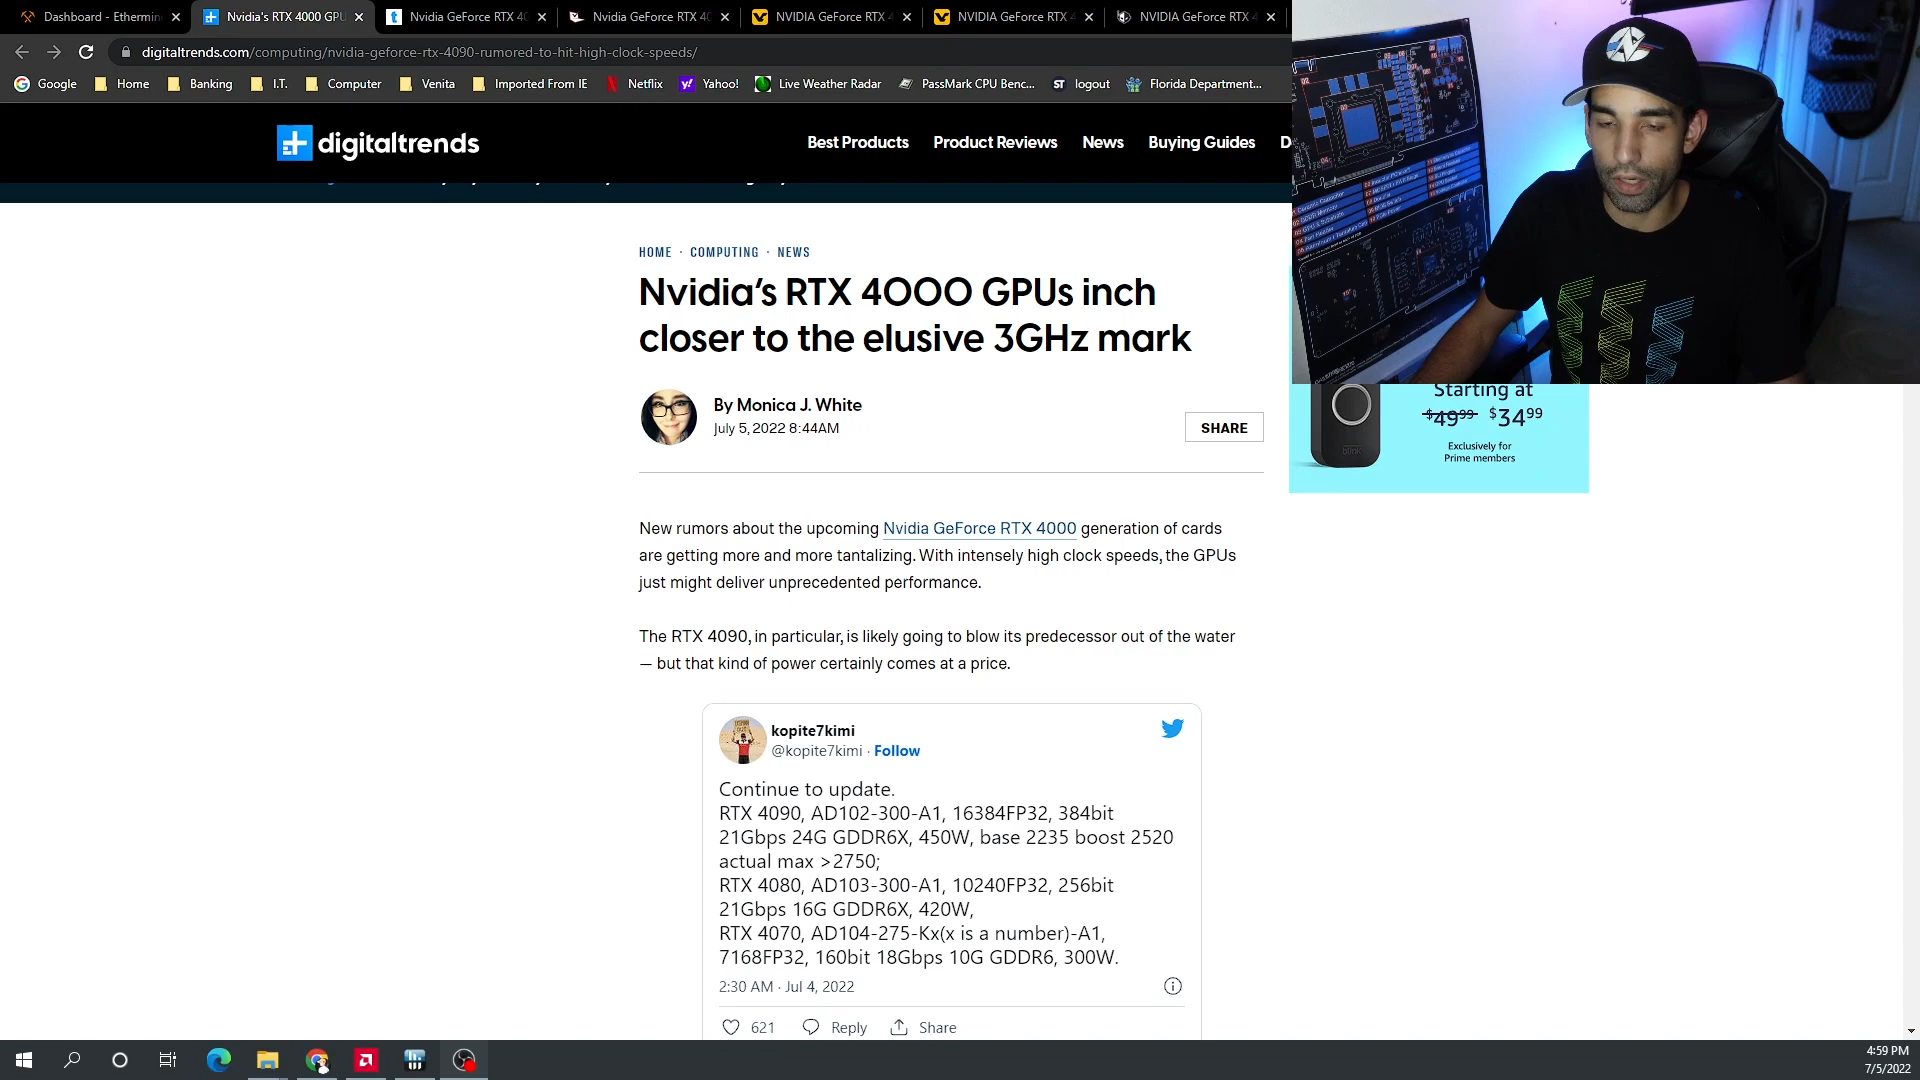 Dashboard - Ethermin
Nvidia's RTX 4000 GPU
Nvidia GeForce RTX 40
Nvidia GeForce RTX 40
NVIDIA GeForce RTX 4
NVIDIA GeForce RTX 4
NVIDIA GeForce RTX 4
digitaltrends.com/computing/nvidia-geforce-rtx-4090-rumored-to-hit-high-clock-speeds/
Google Home Banking I.T. Computer Venita Imported From IE Netflix Yahoo! Live Weather Radar PassMark CPU Benc... ST logout Florida Department...
digitaltrends
Best Products Product Reviews News Buying Guides D
HOME · COMPUTING · NEWS
Nvidia's RTX 4000 GPUs inch
closer to the elusive 3GHz mark
By Monica J. White
July 5, 2022 8:44AM
SHARE
Starting at
$49⁹⁹ $34⁹⁹
Exclusively for
Prime members
blink
New rumors about the upcoming Nvidia GeForce RTX 4000 generation of cards
are getting more and more tantalizing. With intensely high clock speeds, the GPUs
just might deliver unprecedented performance.
The RTX 4090, in particular, is likely going to blow its predecessor out of the water
— but that kind of power certainly comes at a price.
kopite7kimi
@kopite7kimi · Follow
Continue to update.
RTX 4090, AD102-300-A1, 16384FP32, 384bit
21Gbps 24G GDDR6X, 450W, base 2235 boost 2520
actual max >2750;
RTX 4080, AD103-300-A1, 10240FP32, 256bit
21Gbps 16G GDDR6X, 420W,
RTX 4070, AD104-275-Kx(x is a number)-A1,
7168FP32, 160bit 18Gbps 10G GDDR6, 300W.
2:30 AM · Jul 4, 2022
621 Reply Share
4:59 PM
7/5/2022